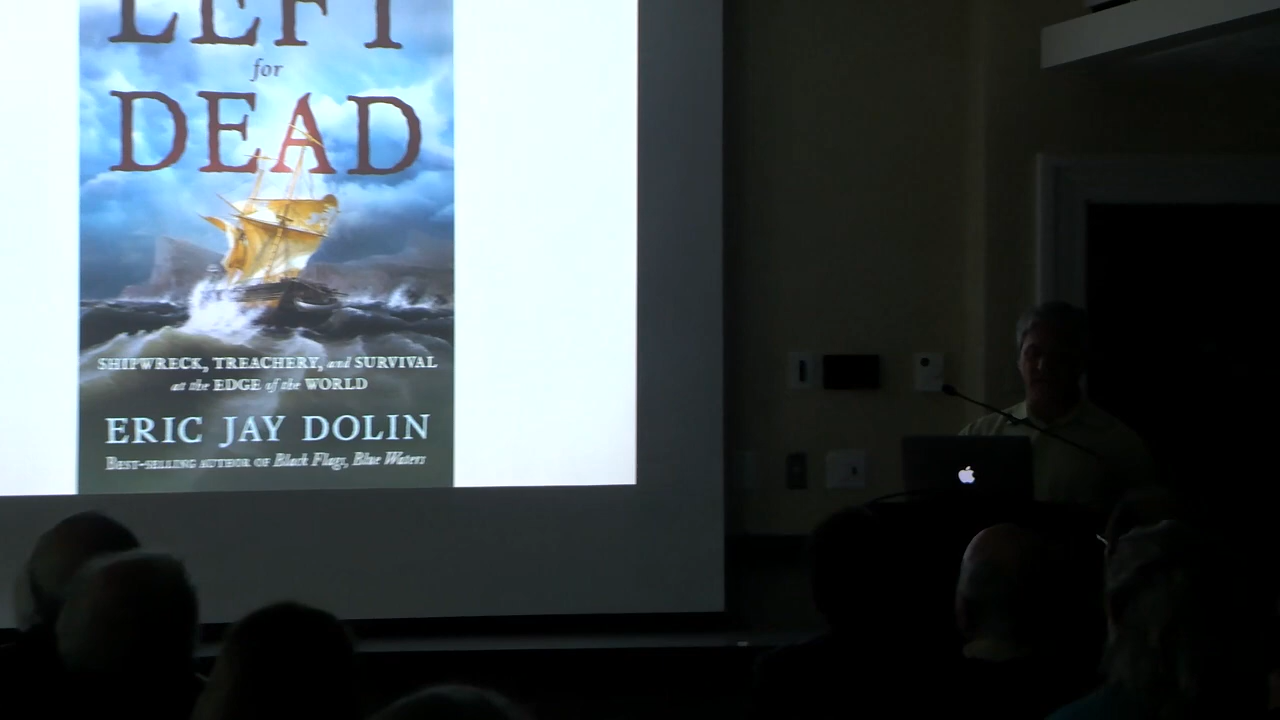 LEFT
for
DEAD
SHIPWRECK, TREACHERY, and SURVIVAL
at the EDGE of the WORLD
ERIC JAY DOLIN
BEST-SELLING AUTHOR OF Black Flags, Blue Waters